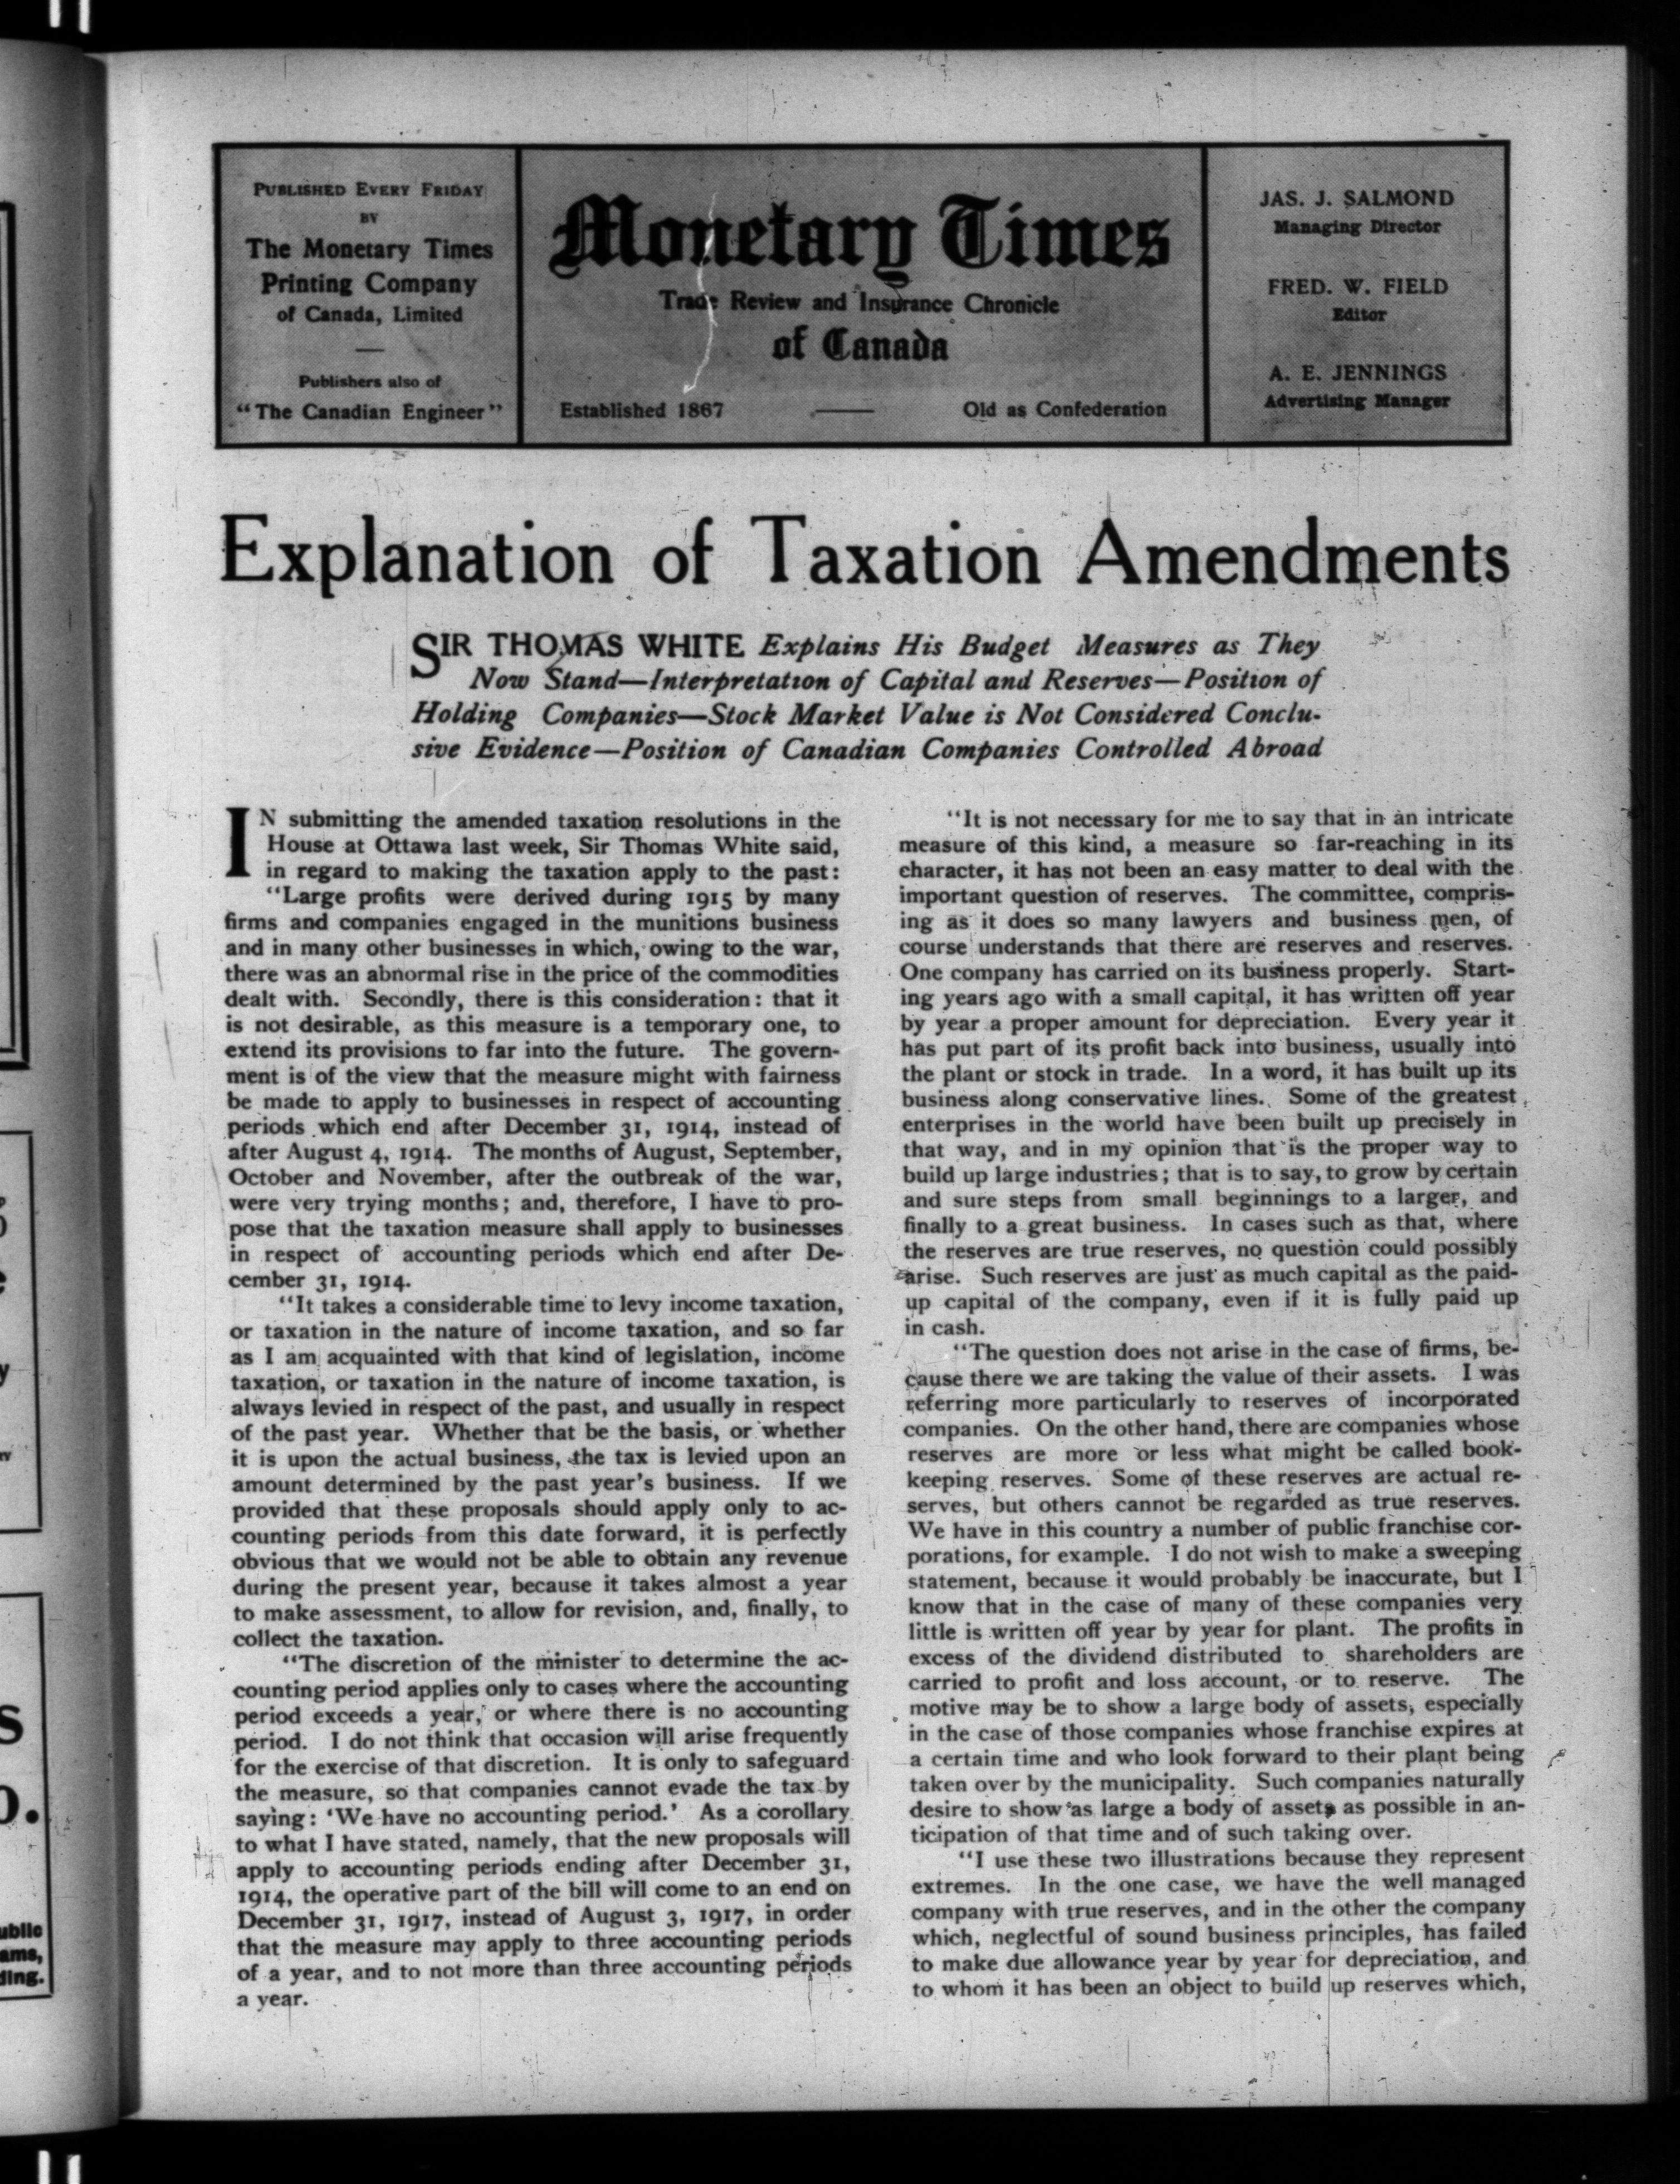 PUBLISHED EVERY FRIDAY
BY
The Monetary Times
Printing Company
of Canada, Limited
Publishers also of
"The Canadian Engineer"
Monetary Times
Trade Review and Insurance Chronicle
of Canada
Established 1867
Old as Confederation
JAS. J. SALMOND
Managing Director
FRED. W. FIELD
Editor
A. E. JENNINGS
Advertising Manager
Explanation of Taxation Amendments
SIR THOMAS WHITE Explains His Budget Measures as They
Now Stand—Interpretation of Capital and Reserves—Position of
Holding Companies—Stock Market Value is Not Considered Conclu-
sive Evidence—Position of Canadian Companies Controlled Abroad
IN submitting the amended taxation resolutions in the
House at Ottawa last week, Sir Thomas White said,
in regard to making the taxation apply to the past:
"Large profits were derived during 1915 by many
firms and companies engaged in the munitions business
and in many other businesses in which, owing to the war,
there was an abnormal rise in the price of the commodities
dealt with. Secondly, there is this consideration: that it
is not desirable, as this measure is a temporary one, to
extend its provisions to far into the future. The govern-
ment is of the view that the measure might with fairness
be made to apply to businesses in respect of accounting
periods which end after December 31, 1914, instead of
after August 4, 1914. The months of August, September,
October and November, after the outbreak of the war,
were very trying months; and, therefore, I have to pro-
pose that the taxation measure shall apply to businesses
in respect of accounting periods which end after De-
cember 31, 1914.
"It takes a considerable time to levy income taxation,
or taxation in the nature of income taxation, and so far
as I am acquainted with that kind of legislation, income
taxation, or taxation in the nature of income taxation, is
always levied in respect of the past, and usually in respect
of the past year. Whether that be the basis, or whether
it is upon the actual business, the tax is levied upon an
amount determined by the past year's business. If we
provided that these proposals should apply only to ac-
counting periods from this date forward, it is perfectly
obvious that we would not be able to obtain any revenue
during the present year, because it takes almost a year
to make assessment, to allow for revision, and, finally, to
collect the taxation.
"The discretion of the minister to determine the ac-
counting period applies only to cases where the accounting
period exceeds a year, or where there is no accounting
period. I do not think that occasion will arise frequently
for the exercise of that discretion. It is only to safeguard
the measure, so that companies cannot evade the tax by
saying: 'We have no accounting period.' As a corollary
to what I have stated, namely, that the new proposals will
apply to accounting periods ending after December 31,
1914, the operative part of the bill will come to an end on
December 31, 1917, instead of August 3, 1917, in order
that the measure may apply to three accounting periods
of a year, and to not more than three accounting periods
a year.
"It is not necessary for me to say that in an intricate
measure of this kind, a measure so far-reaching in its
character, it has not been an easy matter to deal with the
important question of reserves. The committee, compris-
ing as it does so many lawyers and business men, of
course understands that there are reserves and reserves.
One company has carried on its business properly. Start-
ing years ago with a small capital, it has written off year
by year a proper amount for depreciation. Every year it
has put part of its profit back into business, usually into
the plant or stock in trade. In a word, it has built up its
business along conservative lines. Some of the greatest
enterprises in the world have been built up precisely in
that way, and in my opinion that is the proper way to
build up large industries; that is to say, to grow by certain
and sure steps from small beginnings to a larger, and
finally to a great business. In cases such as that, where
the reserves are true reserves, no question could possibly
arise. Such reserves are just as much capital as the paid-
up capital of the company, even if it is fully paid up
in cash.
"The question does not arise in the case of firms, be-
cause there we are taking the value of their assets. I was
referring more particularly to reserves of incorporated
companies. On the other hand, there are companies whose
reserves are more or less what might be called book-
keeping reserves. Some of these reserves are actual re-
serves, but others cannot be regarded as true reserves.
We have in this country a number of public franchise cor-
porations, for example. I do not wish to make a sweeping
statement, because it would probably be inaccurate, but I
know that in the case of many of these companies very
little is written off year by year for plant. The profits in
excess of the dividend distributed to shareholders are
carried to profit and loss account, or to reserve. The
motive may be to show a large body of assets, especially
in the case of those companies whose franchise expires at
a certain time and who look forward to their plant being
taken over by the municipality. Such companies naturally
desire to show as large a body of assets as possible in an-
ticipation of that time and of such taking over.
"I use these two illustrations because they represent
extremes. In the one case, we have the well managed
company with true reserves, and in the other the company
which, neglectful of sound business principles, has failed
to make due allowance year by year for depreciation, and
to whom it has been an object to build up reserves which,